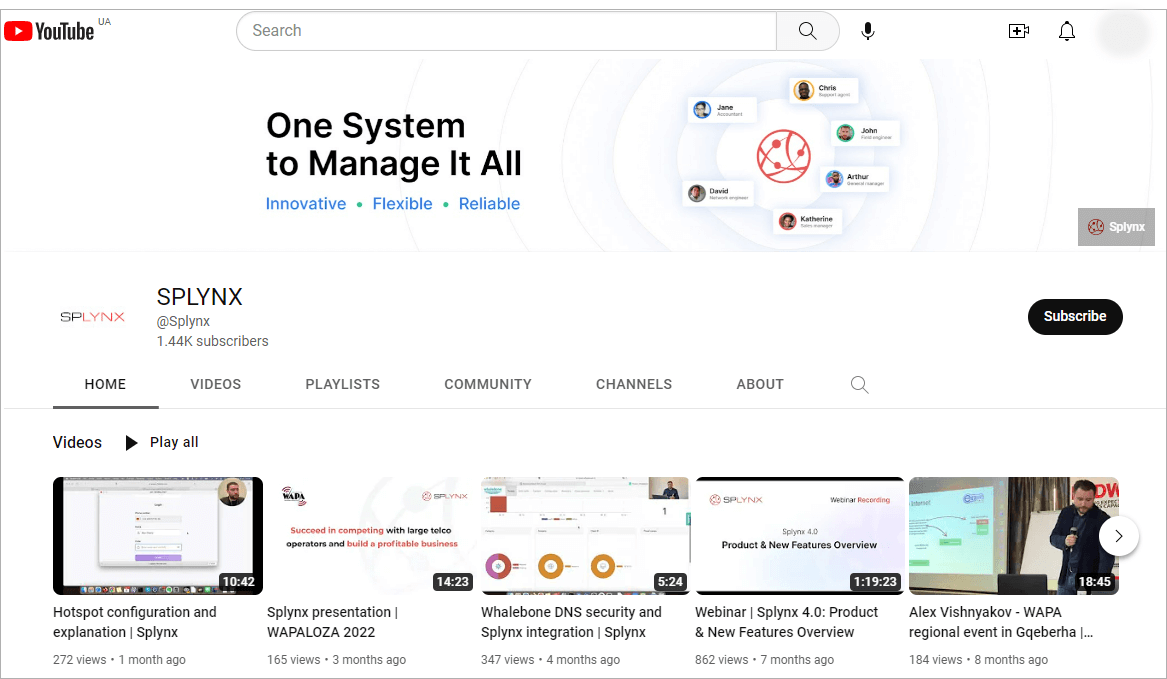 YouTube UA
Search
One System
to Manage It All
Innovative • Flexible • Reliable
Chris
Support agent
Jane
Accountant
John
Field engineer
Arthur
General manager
David
Network engineer
Katherine
Sales manager
Splynx
SPLYNX
SPLYNX
@Splynx
1.44K subscribers
Subscribe
HOME VIDEOS PLAYLISTS COMMUNITY CHANNELS ABOUT
Videos Play all
10:42
WAPA SPLYNX
Succeed in competing with large telco
operators and build a profitable business
14:23
1
5:24
SPLYNX Webinar Recording
Splynx 4.0
Product & New Features Overview
1:19:23
18:45
Hotspot configuration and
explanation | Splynx
272 views • 1 month ago
Splynx presentation |
WAPALOZA 2022
165 views • 3 months ago
Whalebone DNS security and
Splynx integration | Splynx
347 views • 4 months ago
Webinar | Splynx 4.0: Product
& New Features Overview
862 views • 7 months ago
Alex Vishnyakov - WAPA
regional event in Gqeberha |...
184 views • 8 months ago